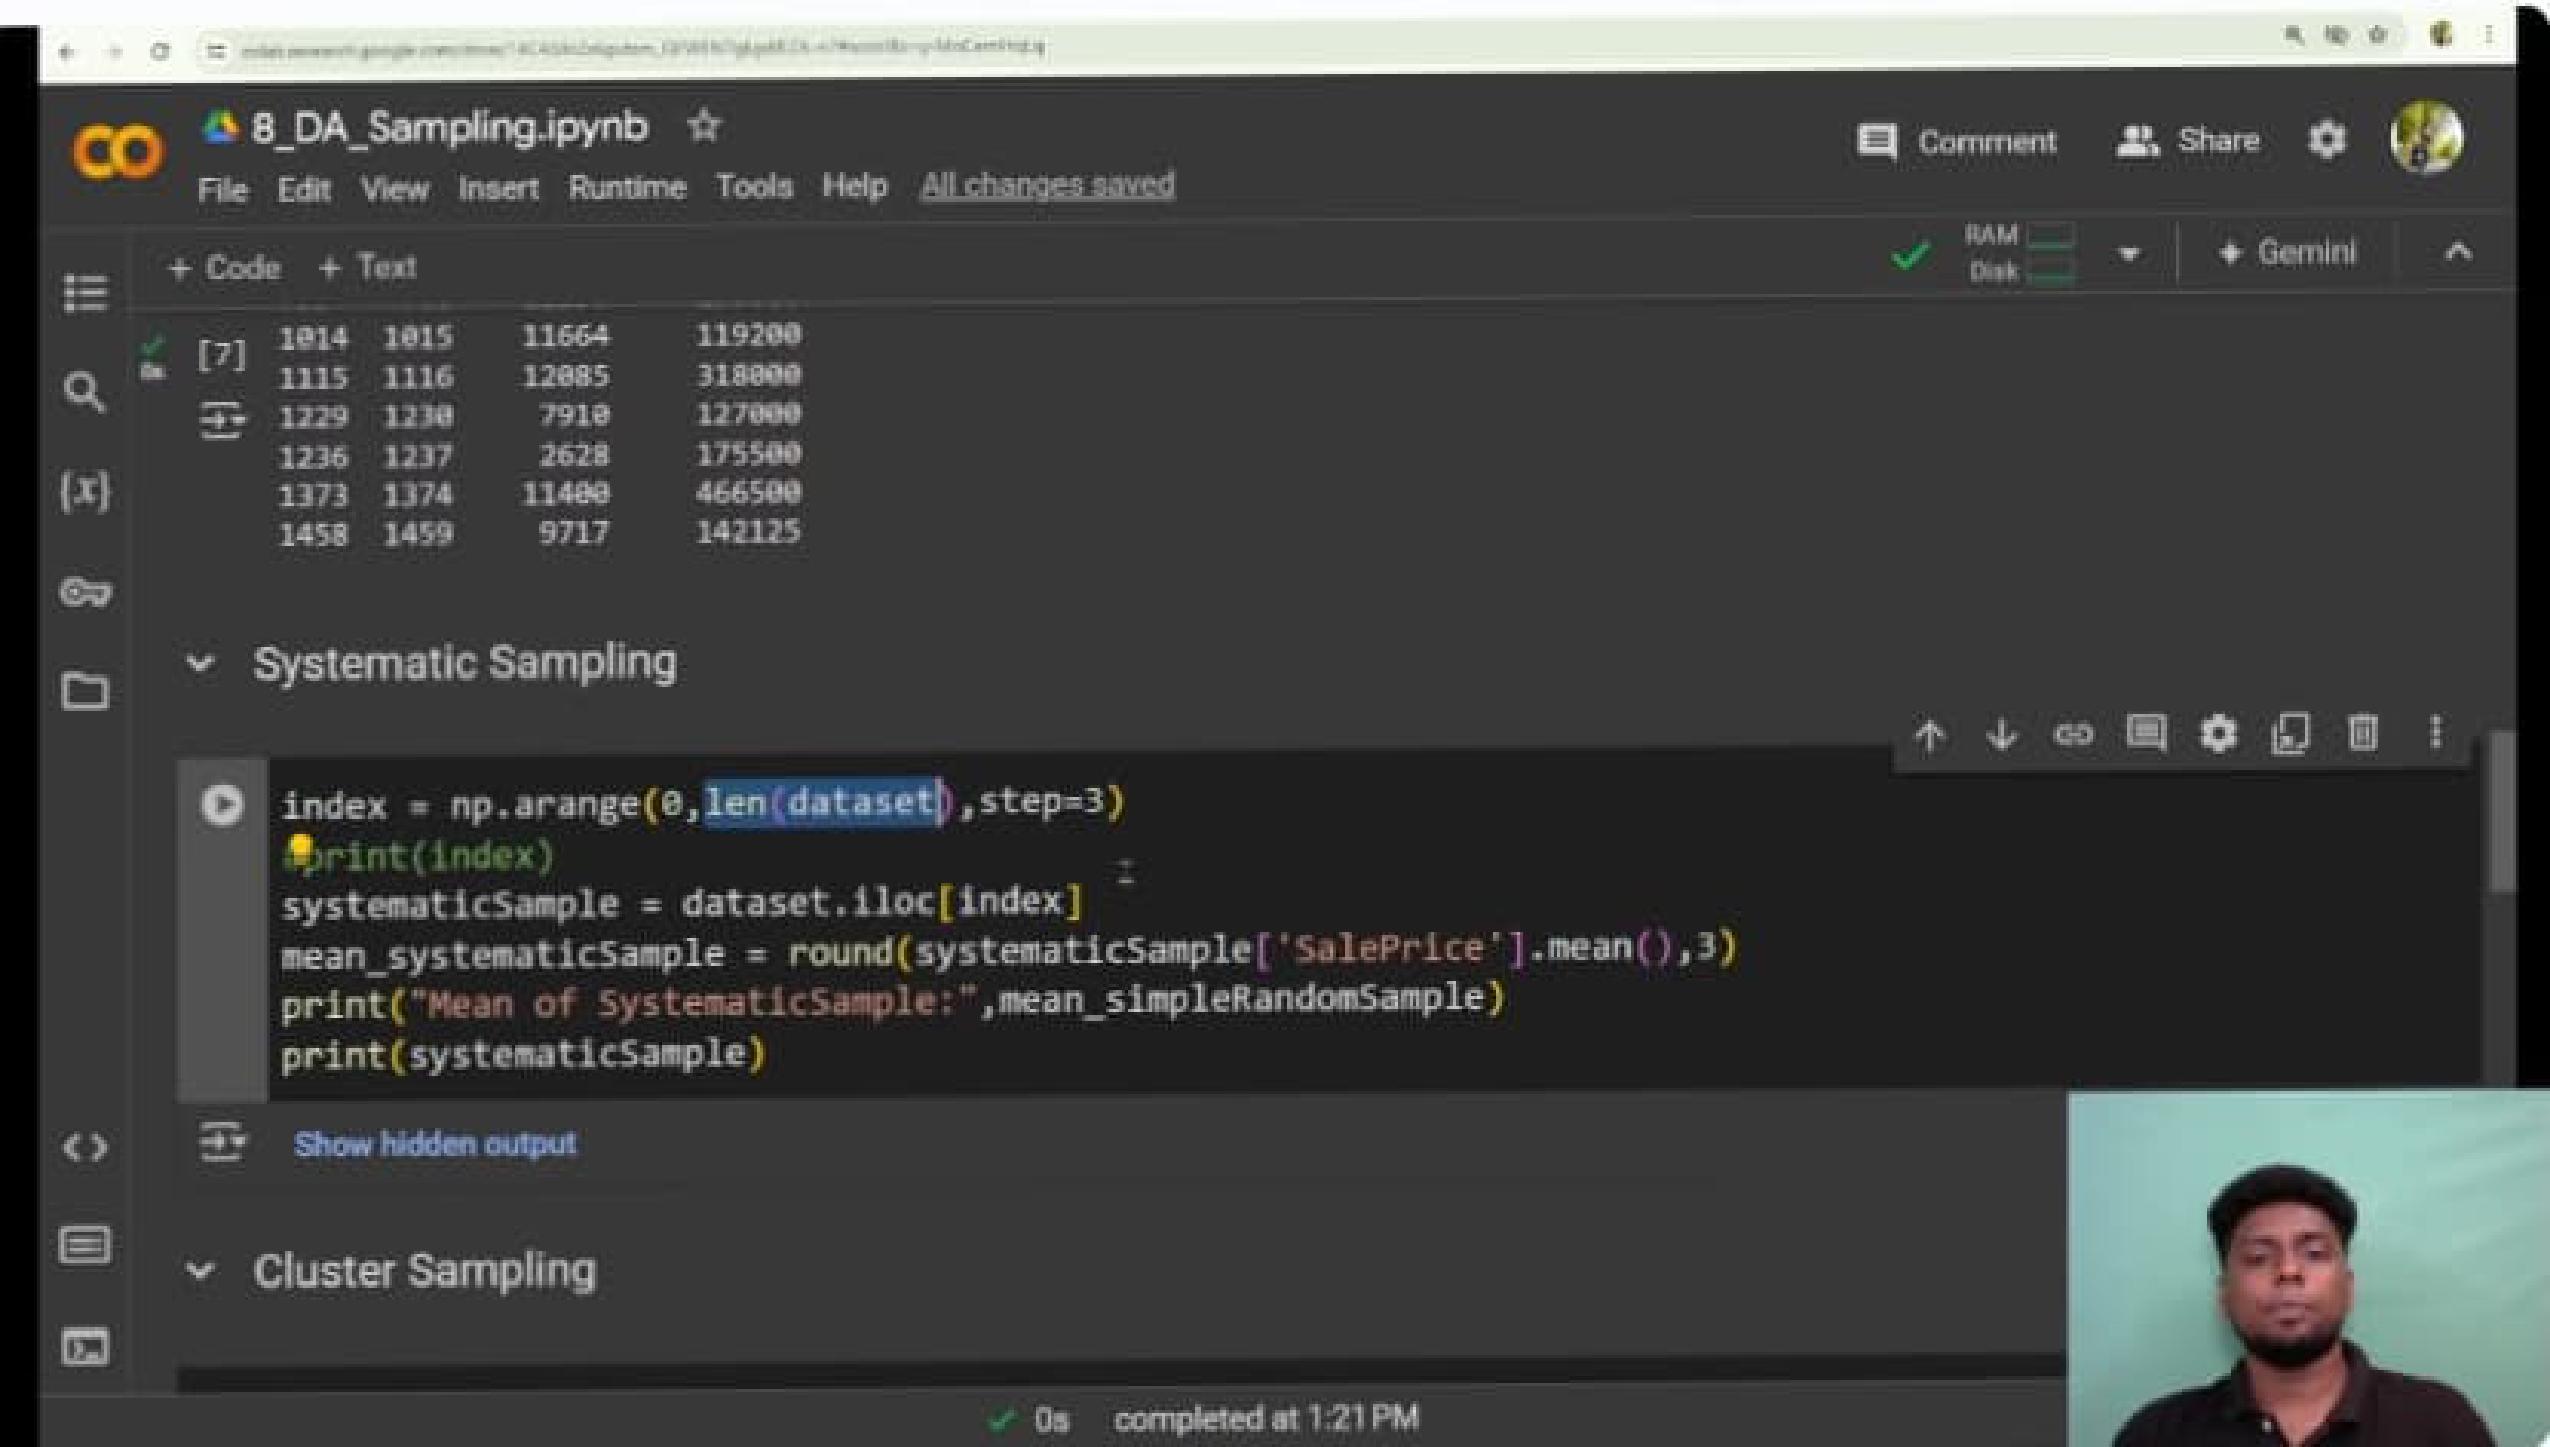 8_DA_Sampling.ipynb
Comment
Share
File Edit View Insert Runtime Tools Help All changes saved
+ Code + Text
RAM
Disk
Gemini
[7]
0s
1014 1015 11664 119200
1115 1116 12085 318000
1229 1230 7910 127000
1236 1237 2628 175500
1373 1374 11400 466500
1458 1459 9717 142125
{x}
Systematic Sampling
index = np.arange(0,len(dataset),step=3)
print(index)
systematicSample = dataset.iloc[index]
mean_systematicSample = round(systematicSample['SalePrice'].mean(),3)
print("Mean of SystematicSample:",mean_simpleRandomSample)
print(systematicSample)
Show hidden output
Cluster Sampling
0s completed at 1:21 PM